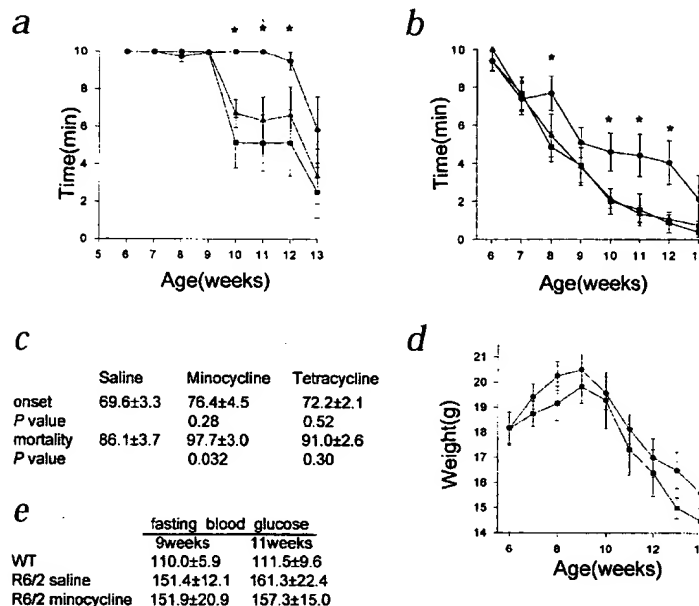 a
b
* * *
*
* * *
10
8
6
4
2
0
Time(min)
5 6 7 8 9 10 11 12 13
Age(weeks)
10
8
6
4
2
0
Time(min)
6 7 8 9 10 11 12
Age(weeks)
c
Saline Minocycline Tetracycline
onset 69.6±3.3 76.4±4.5 72.2±2.1
P value 0.28 0.52
mortality 86.1±3.7 97.7±3.0 91.0±2.6
P value 0.032 0.30
d
21
20
19
18
17
16
15
14
Weight(g)
6 8 10 12
Age(weeks)
e
fasting blood glucose
9weeks 11weeks
WT 110.0±5.9 111.5±9.6
R6/2 saline 151.4±12.1 161.3±22.4
R6/2 minocycline 151.9±20.9 157.3±15.0